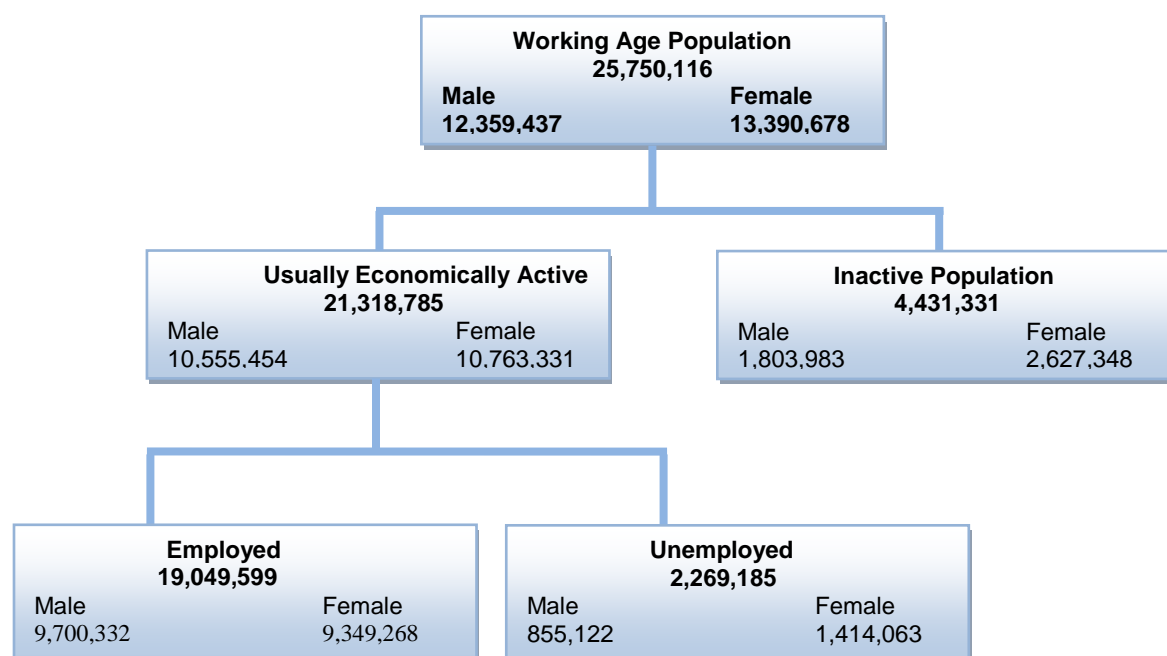 Working Age Population
25,750,116
Male Female
12,359,437 13,390,678
Usually Economically Active
21,318,785
Male Female
10,555,454 10,763,331
Inactive Population
4,431,331
Male Female
1,803,983 2,627,348
Employed
19,049,599
Male Female
9,700,332 9,349,268
Unemployed
2,269,185
Male Female
855,122 1,414,063